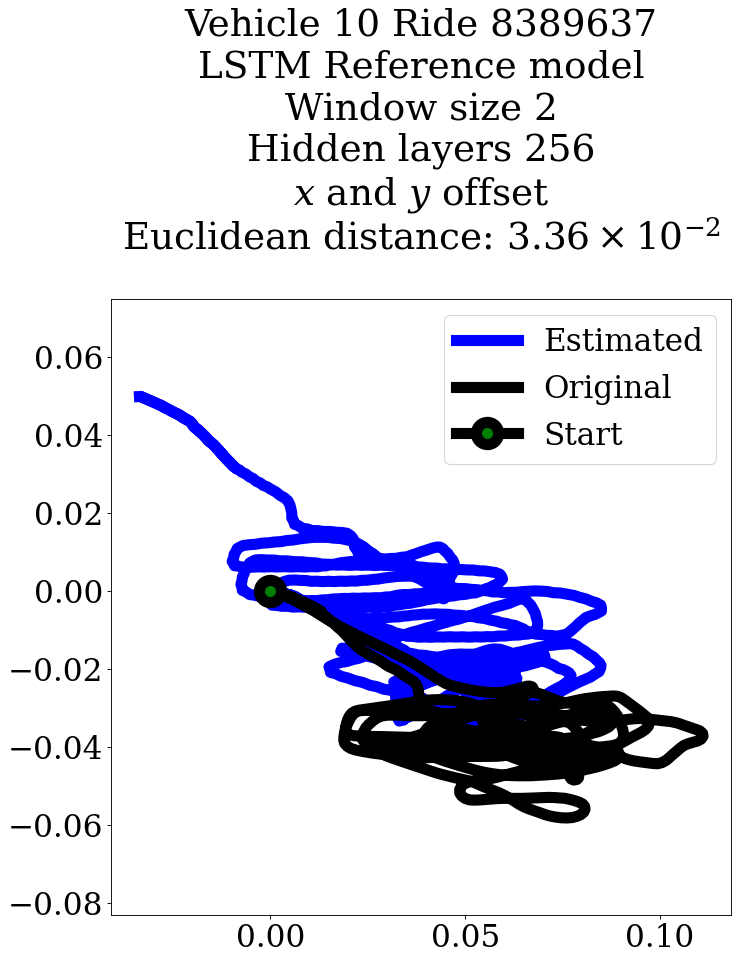 Vehicle 10 Ride 8389637
LSTM Reference model
Window size 2
Hidden layers 256
x and y offset
Euclidean distance: 3.36 × 10⁻²
Estimated
Original
Start
0.06
0.04
0.02
0.00
−0.02
−0.04
−0.06
−0.08
0.00 0.05 0.10